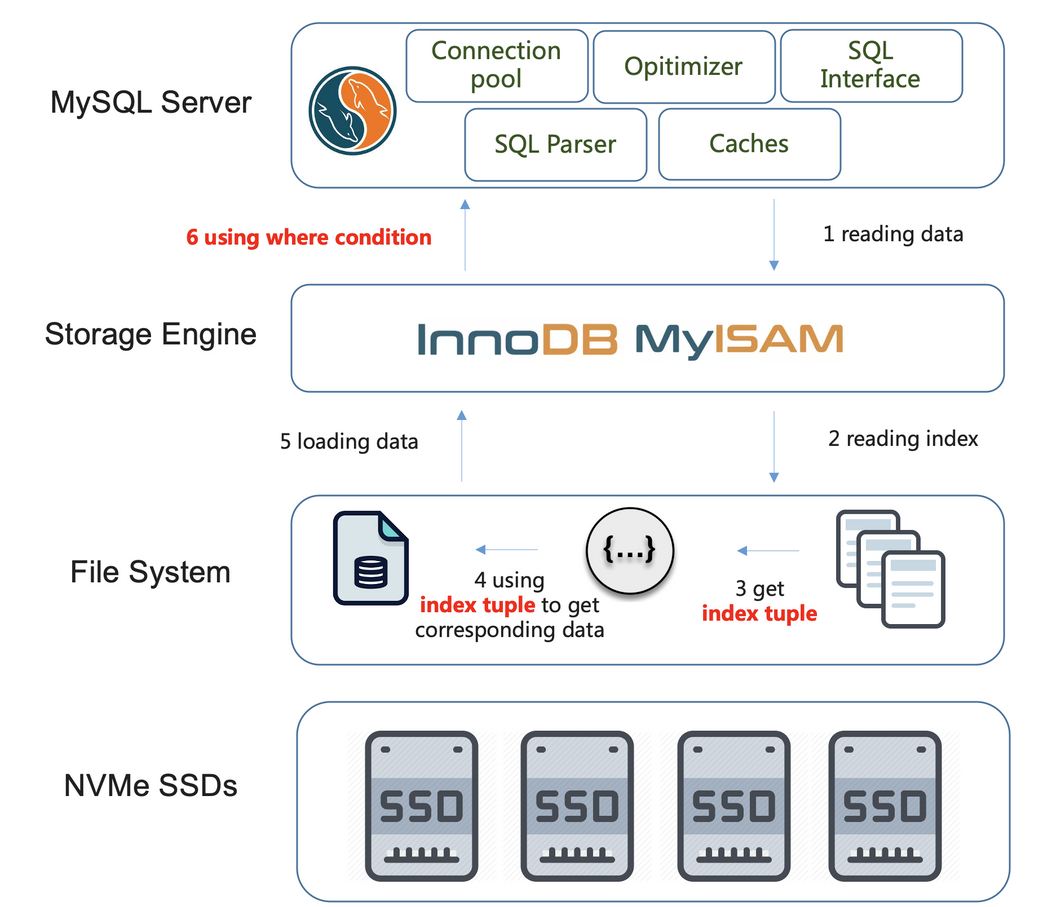 MySQL Server
Connection
pool
Opitimizer
SQL
Interface
SQL Parser
Caches
6 using where condition
1 reading data
Storage Engine
InnoDB MyISAM
5 loading data
2 reading index
File System
{...}
4 using
index tuple to get
corresponding data
3 get
index tuple
NVMe SSDs
SSD
SSD
SSD
SSD